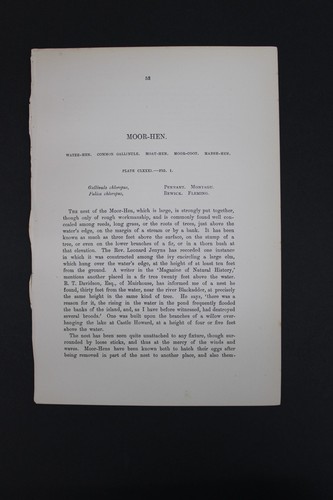 32
MOOR-HEN.
WATER-HEN. COMMON GALLINULE. MOAT-HEN. MOOR-COOT. MARSH-HEN.
PLATE CLXXXI.—FIG. I.
Gallinula chloropus, PENNANT. MONTAGU.
Fulica chloropus, BEWICK. FLEMING.
THE nest of the Moor-Hen, which is large, is strongly put together,
though only of rough workmanship, and is commonly found well con-
cealed among reeds, long grass, or the roots of trees, just above the
water's edge, on the margin of a stream or by a bank. It has been
known as much as three feet above the surface, on the stump of a
tree, or even on the lower branches of a fir, or in a thorn bush at
that elevation. The Rev. Leonard Jenyns has recorded one instance
in which it was constructed among the ivy encircling a large elm,
which hung over the water's edge, at the height of at least ten feet
from the ground. A writer in the 'Magazine of Natural History,'
mentions another placed in a fir tree twenty feet above the water.
R. T. Davidson, Esq., of Muirhouse, has informed me of a nest he
found, thirty feet from the water, near the river Blackadder, at precisely
the same height in the same kind of tree. He says, 'there was a
reason for it, the rising in the water in the pond frequently flooded
the banks of the island, and, as I have before witnessed, had destroyed
several broods.' One was built upon the branches of a willow over-
hanging the lake at Castle Howard, at a height of four or five feet
above the water.
The nest has been seen quite unattached to any fixture, though sur-
rounded by loose sticks, and thus at the mercy of the winds and
waves. Moor-Hens have been known both to hatch their eggs after
being removed in part of the nest to another place, and also them-